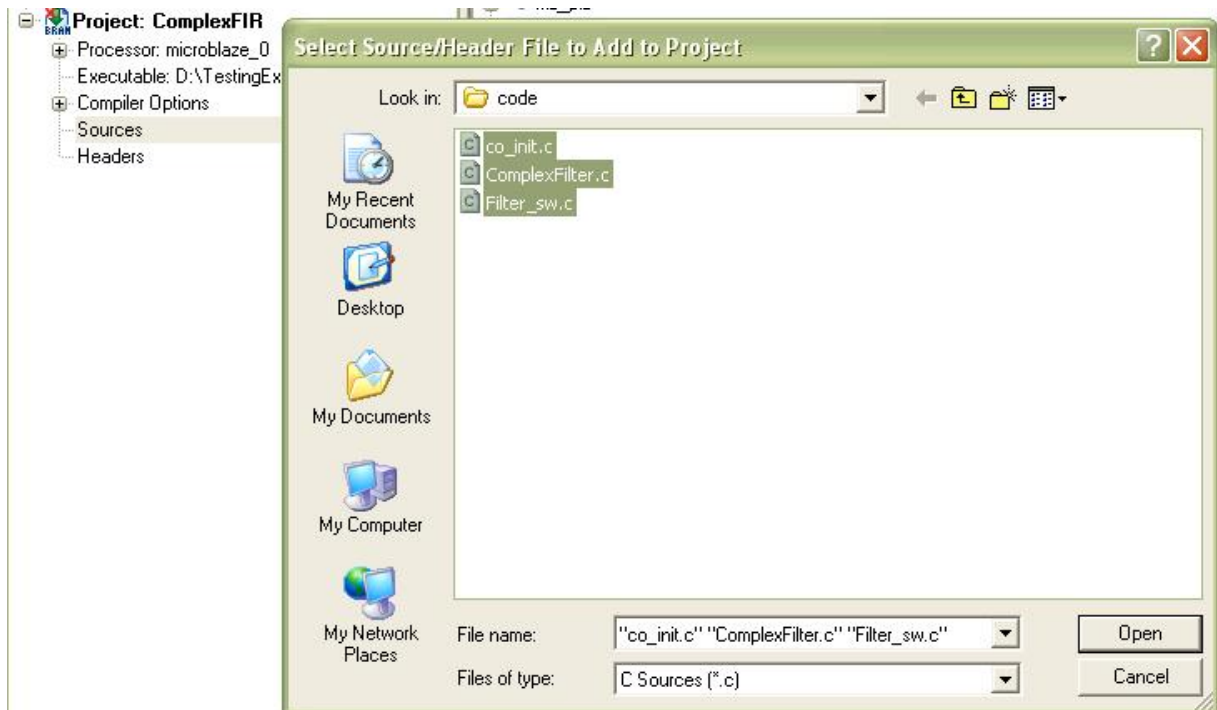 Project: ComplexFIR
BRAM
Processor: microblaze_0
Executable: D:\TestingEx
Compiler Options
Sources
Headers
Select Source/Header File to Add to Project
Look in:
code
co_init.c
ComplexFilter.c
Filter_sw.c
My Recent
Documents
Desktop
My Documents
My Computer
My Network
Places
File name:
"co_init.c" "ComplexFilter.c" "Filter_sw.c"
Open
Files of type:
C Sources (*.c)
Cancel